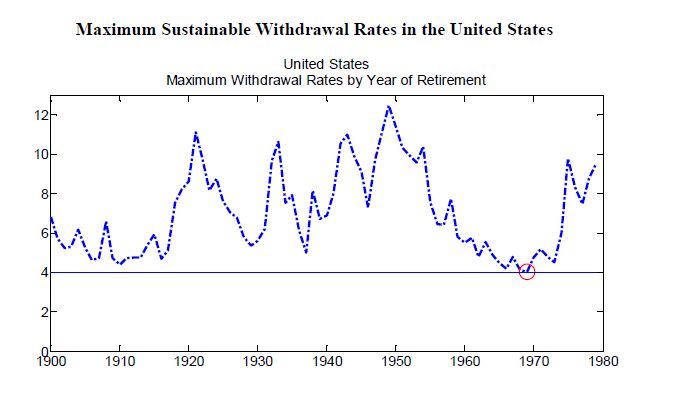 Maximum Sustainable Withdrawal Rates in the United States
United States
Maximum Withdrawal Rates by Year of Retirement
12
10
8
6
4
2
0
1900 1910 1920 1930 1940 1950 1960 1970 1980